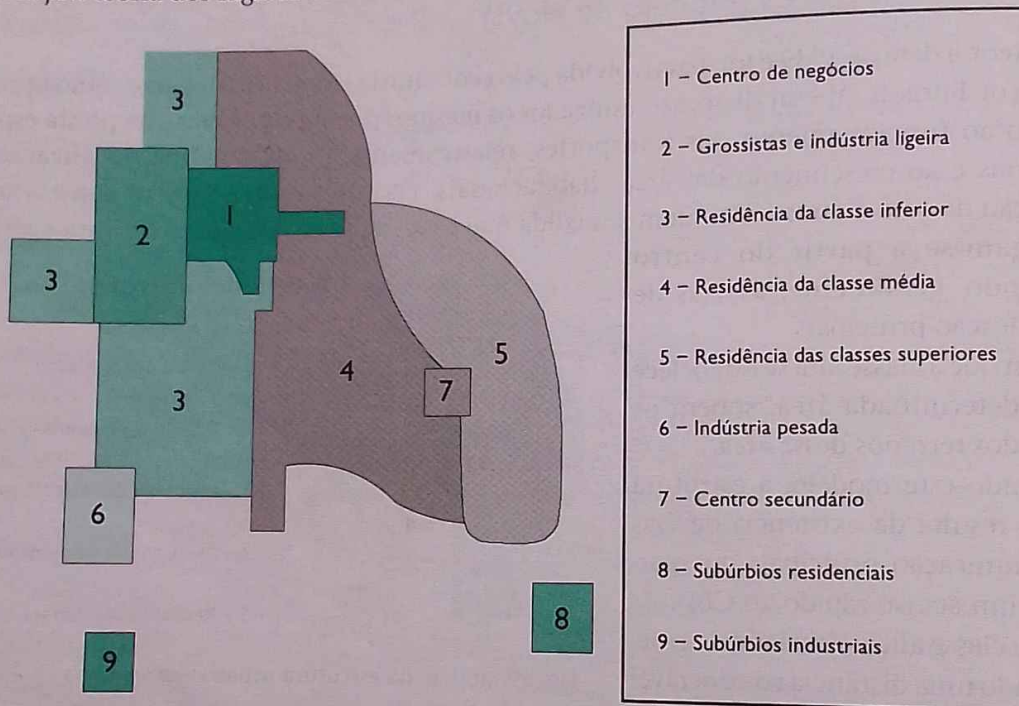 3
2
1
3
3
4
7
5
6
8
9
1 – Centro de negócios
2 – Grossistas e indústria ligeira
3 – Residência da classe inferior
4 – Residência da classe média
5 – Residência das classes superiores
6 – Indústria pesada
7 – Centro secundário
8 – Subúrbios residenciais
9 – Subúrbios industriais